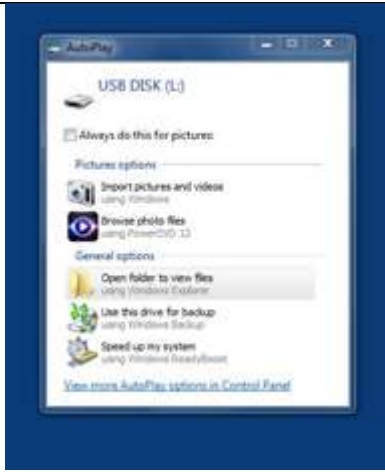 AutoPlay
USB DISK (L:)
Always do this for pictures:
Pictures options
Import pictures and videos
using Windows
Browse photo files
using PowerDVD 12
General options
Open folder to view files
using Windows Explorer
Use this drive for backup
using Windows Backup
Speed up my system
using Windows ReadyBoost
View more AutoPlay options in Control Panel